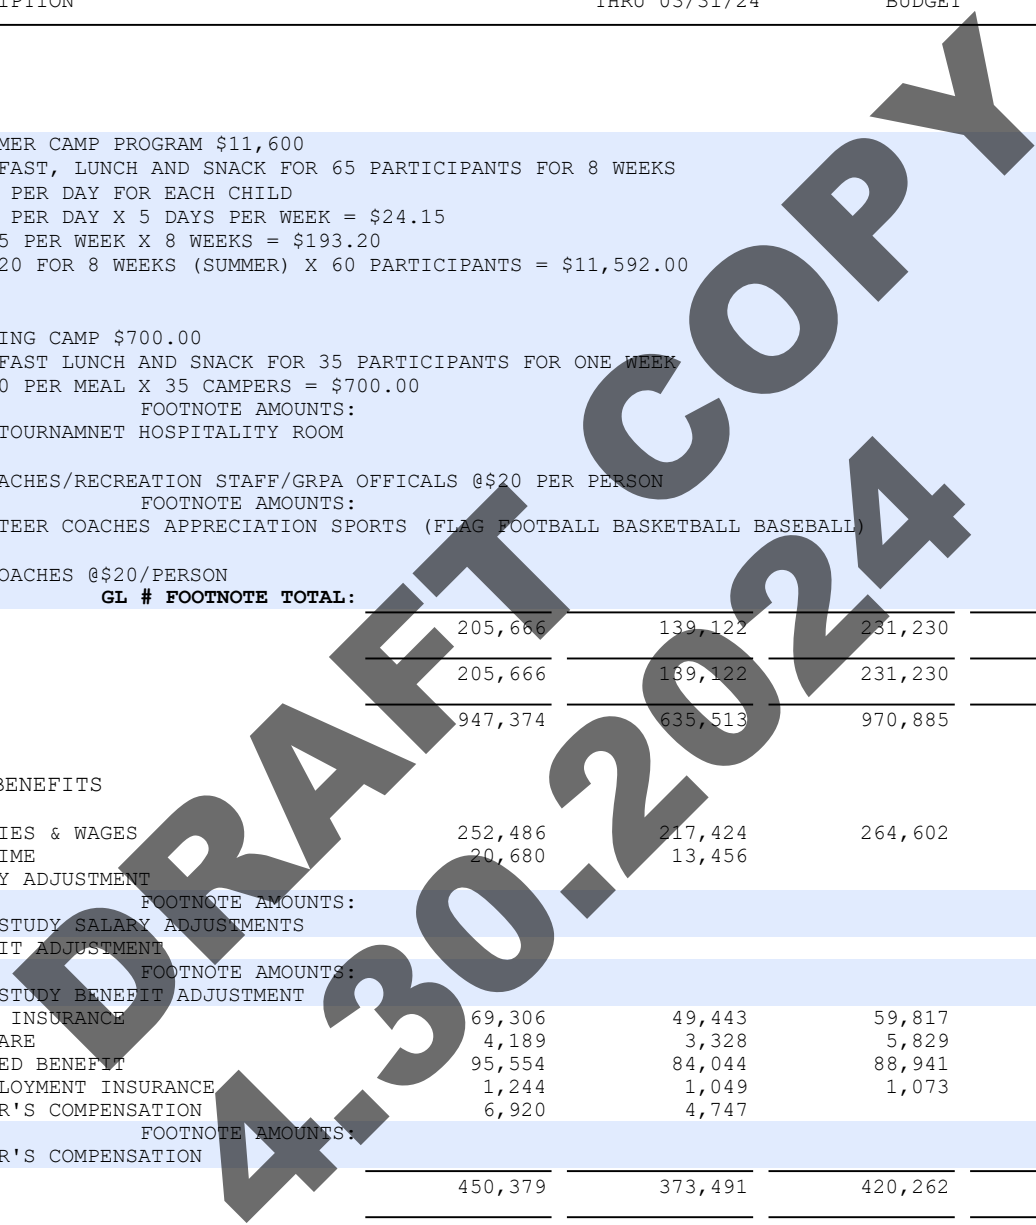 IPTION THRU 03/31/24 BUDGET
MER CAMP PROGRAM $11,600
FAST, LUNCH AND SNACK FOR 65 PARTICIPANTS FOR 8 WEEKS
PER DAY FOR EACH CHILD
PER DAY X 5 DAYS PER WEEK = $24.15
5 PER WEEK X 8 WEEKS = $193.20
20 FOR 8 WEEKS (SUMMER) X 60 PARTICIPANTS = $11,592.00
ING CAMP $700.00
FAST LUNCH AND SNACK FOR 35 PARTICIPANTS FOR ONE WEEK
0 PER MEAL X 35 CAMPERS = $700.00
FOOTNOTE AMOUNTS:
TOURNAMNET HOSPITALITY ROOM
ACHES/RECREATION STAFF/GRPA OFFICALS @$20 PER PERSON
FOOTNOTE AMOUNTS:
TEER COACHES APPRECIATION SPORTS (FLAG FOOTBALL BASKETBALL BASEBALL)
OACHES @$20/PERSON
GL # FOOTNOTE TOTAL:
205,666 139,122 231,230
205,666 139,122 231,230
947,374 635,513 970,885
BENEFITS
IES & WAGES 252,486 217,424 264,602
IME 20,680 13,456
Y ADJUSTMENT
FOOTNOTE AMOUNTS:
STUDY SALARY ADJUSTMENTS
IT ADJUSTMENT
FOOTNOTE AMOUNTS:
STUDY BENEFIT ADJUSTMENT
INSURANCE 69,306 49,443 59,817
ARE 4,189 3,328 5,829
ED BENEFIT 95,554 84,044 88,941
LOYMENT INSURANCE 1,244 1,049 1,073
R'S COMPENSATION 6,920 4,747
FOOTNOTE AMOUNTS:
R'S COMPENSATION
450,379 373,491 420,262
DRAFT COPY
4.30.2024